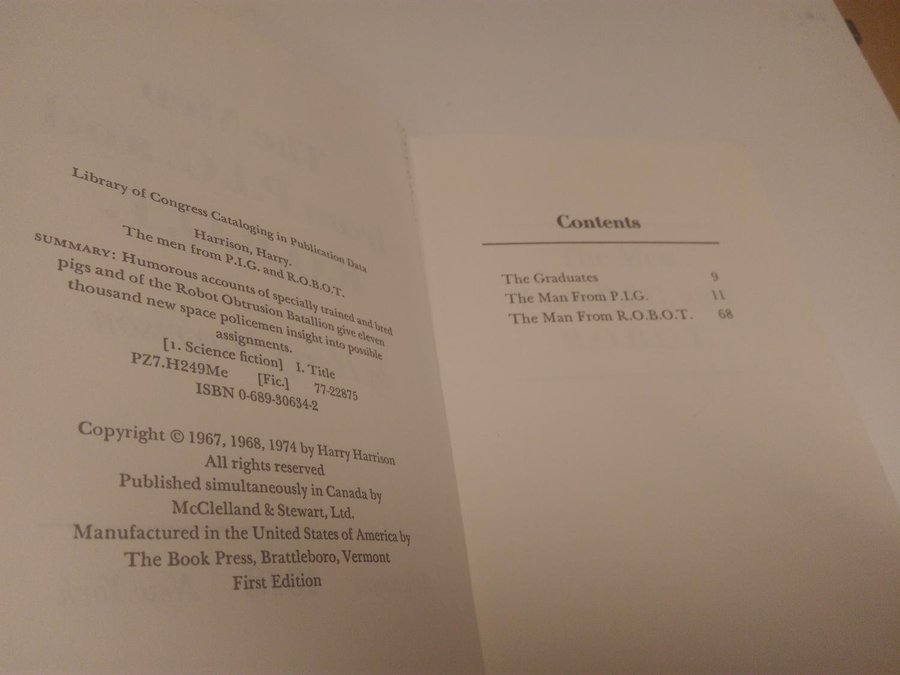 Library of Congress Cataloging in Publication Data
Harrison, Harry.
The men from P.I.G. and R.O.B.O.T.
SUMMARY: Humorous accounts of specially trained and bred
pigs and of the Robot Obtrusion Batallion give eleven
thousand new space policemen insight into possible
assignments.
[1. Science fiction] I. Title
PZ7.H249Me [Fic.] 77-22875
ISBN 0-689-30634-2
Copyright © 1967, 1968, 1974 by Harry Harrison
All rights reserved
Published simultaneously in Canada by
McClelland & Stewart, Ltd.
Manufactured in the United States of America by
The Book Press, Brattleboro, Vermont
First Edition
Contents
The Graduates 9
The Man From P.I.G. 11
The Man From R.O.B.O.T. 68